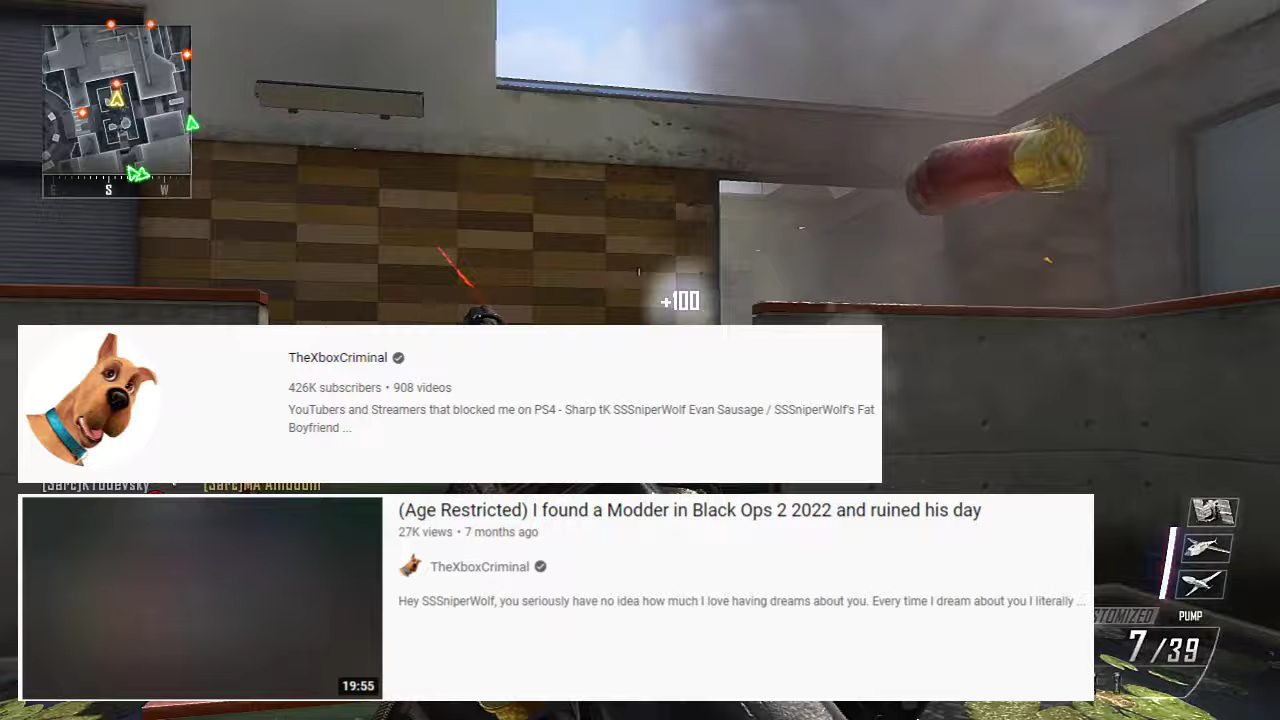 E S W
+100
TheXboxCriminal
426K subscribers • 908 videos
YouTubers and Streamers that blocked me on PS4 - Sharp tK SSSniperWolf Evan Sausage / SSSniperWolf's Fat
Boyfriend ...
(Age Restricted) I found a Modder in Black Ops 2 2022 and ruined his day
27K views • 7 months ago
TheXboxCriminal
Hey SSSniperWolf, you seriously have no idea how much I love having dreams about you. Every time I dream about you I literally ...
19:55
PUMP
7/39